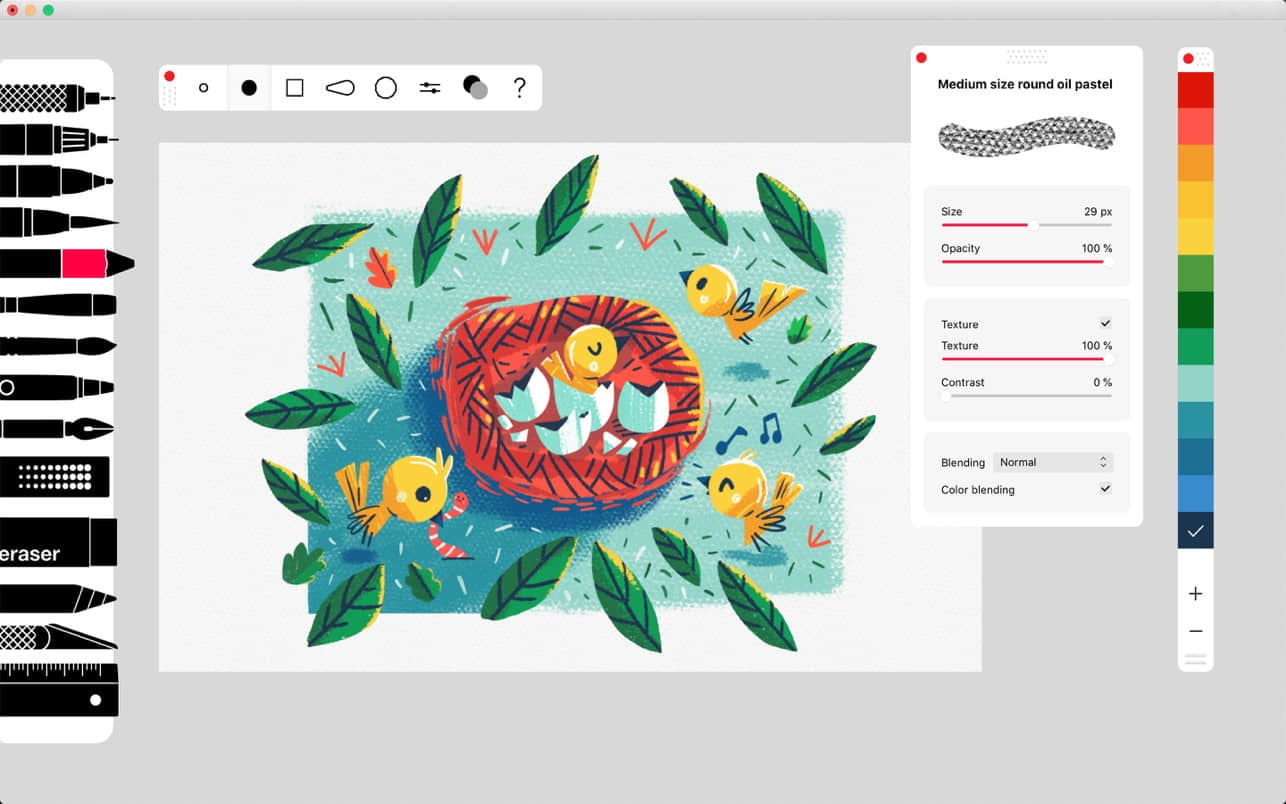 ?
Medium size round oil pastel
Size 29 px
Opacity 100 %
Texture
Texture 100 %
Contrast 0 %
Blending Normal
Color blending
eraser